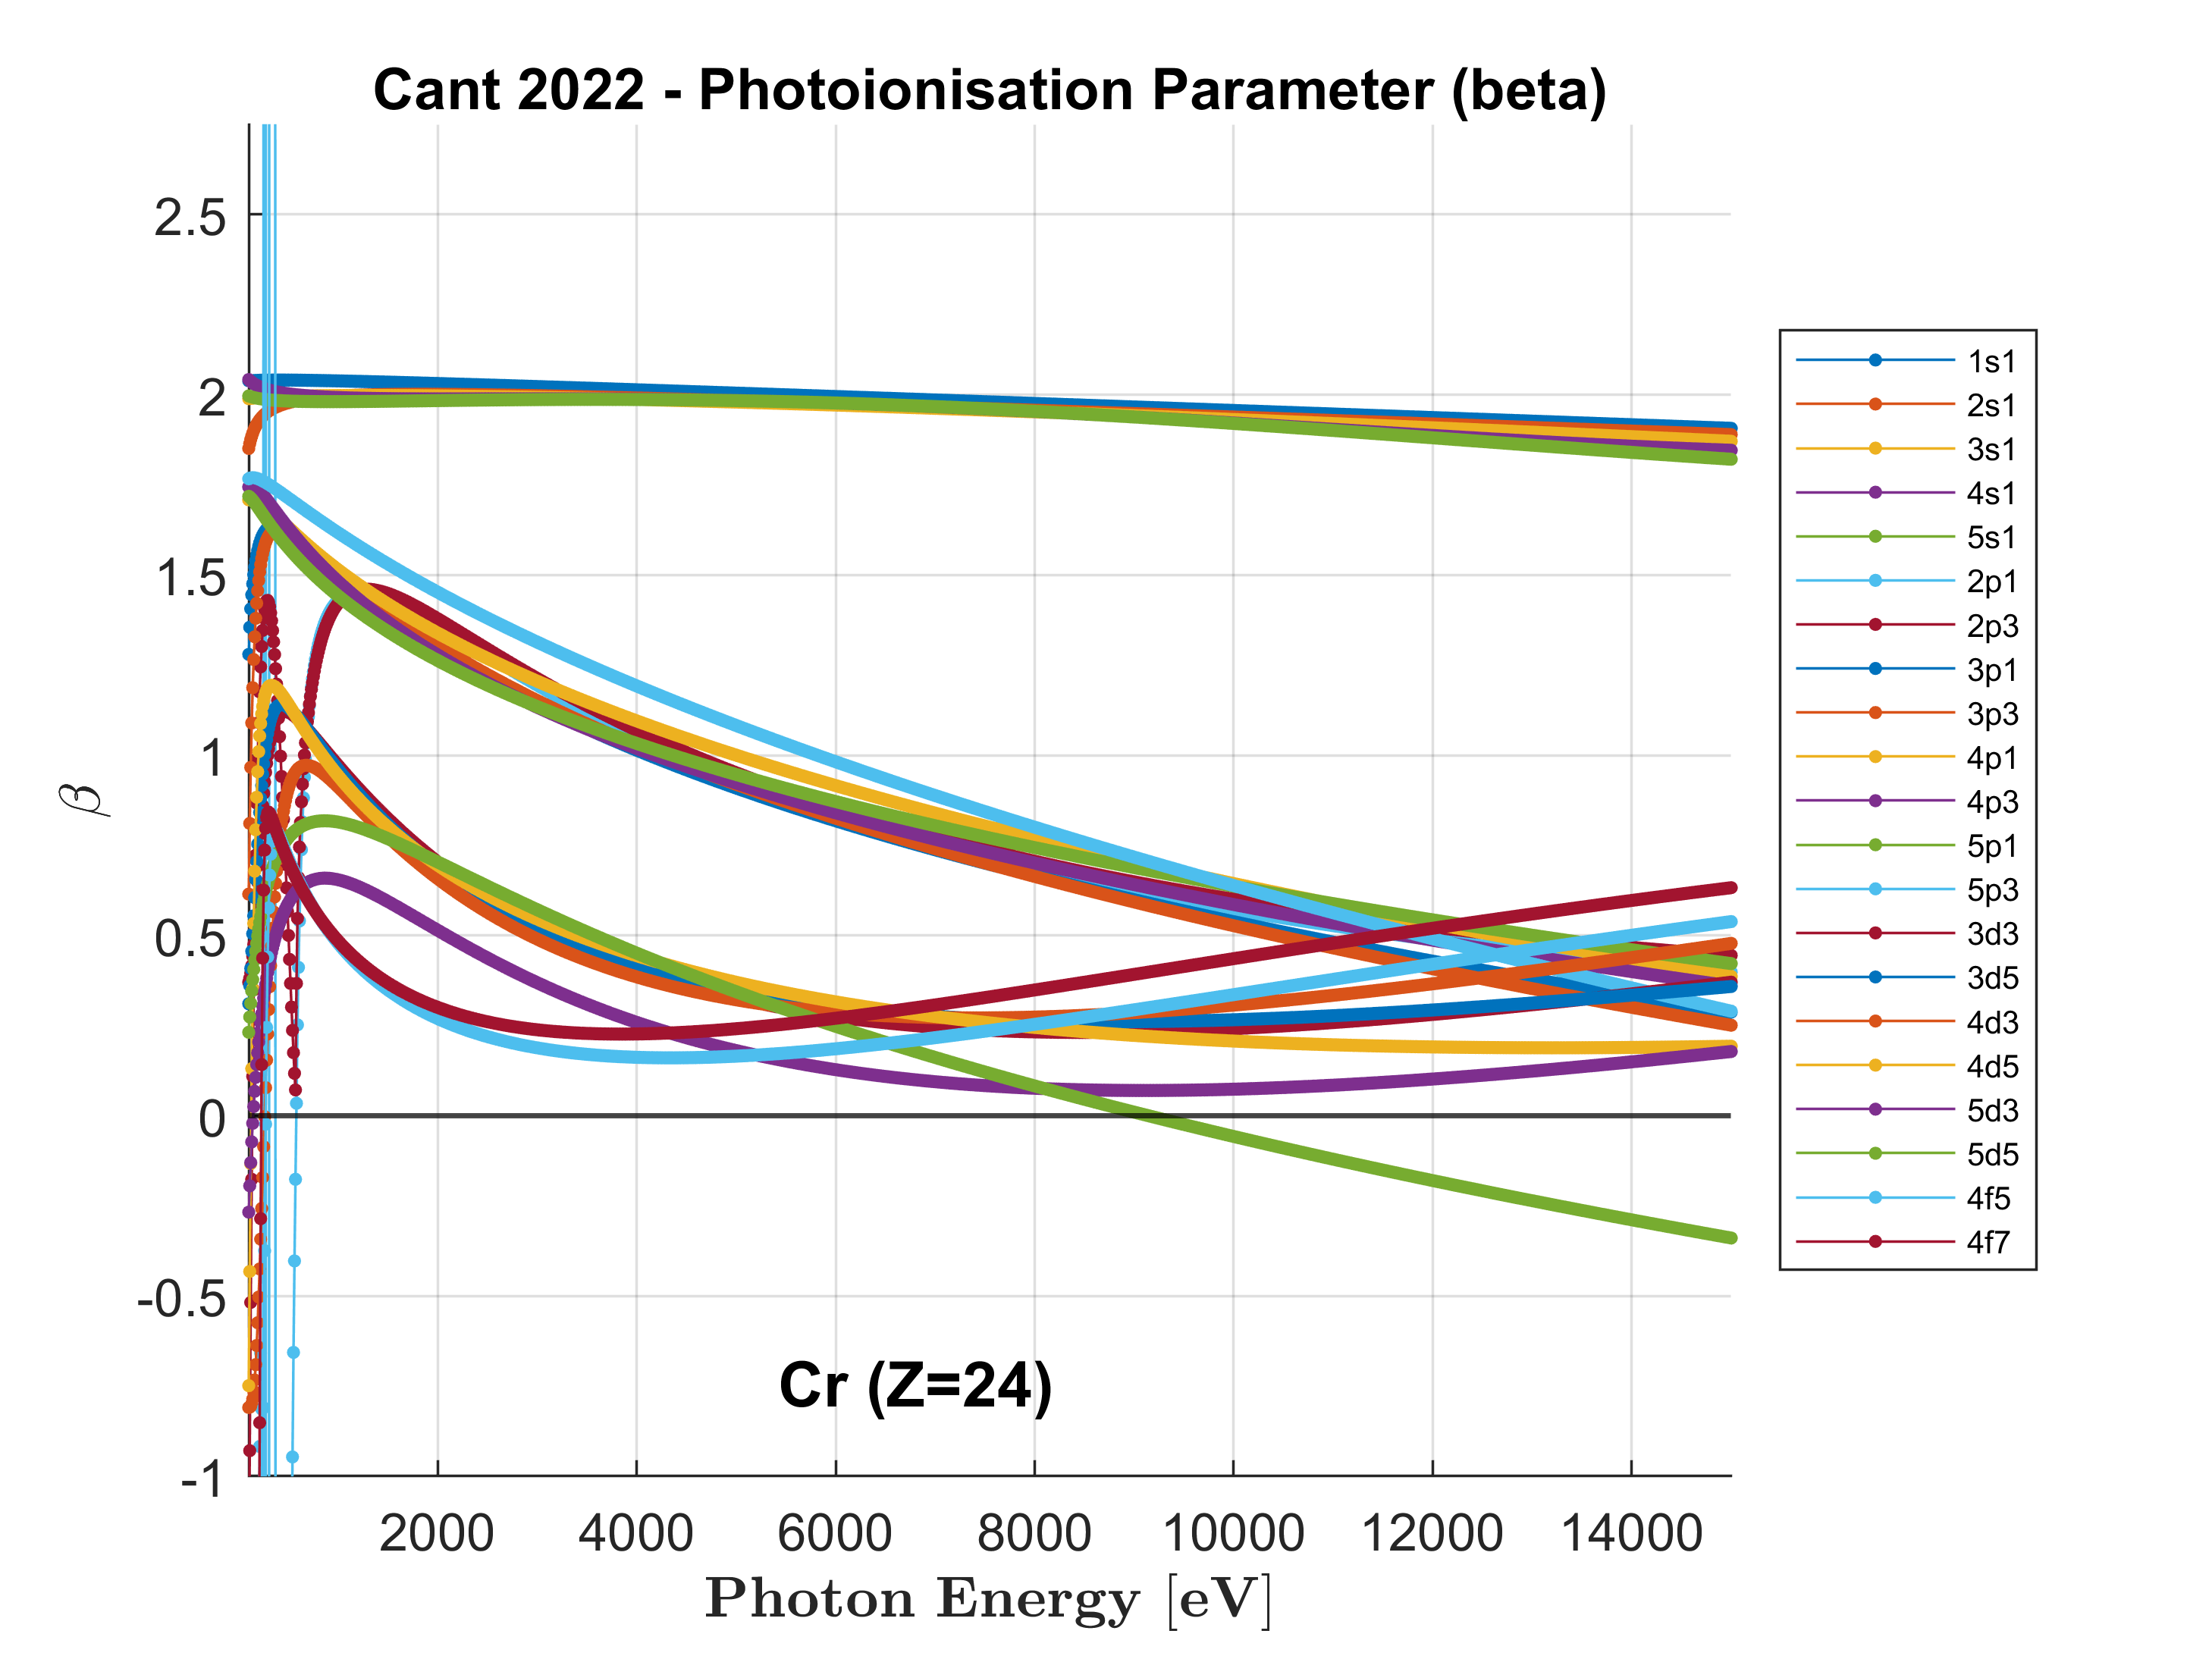 Cant 2022 - Photoionisation Parameter (beta)
2.5
2
1.5
1
0.5
0
-0.5
-1
β
2000 4000 6000 8000 10000 12000 14000
Photon Energy [eV]
Cr (Z=24)
1s1
2s1
3s1
4s1
5s1
2p1
2p3
3p1
3p3
4p1
4p3
5p1
5p3
3d3
3d5
4d3
4d5
5d3
5d5
4f5
4f7